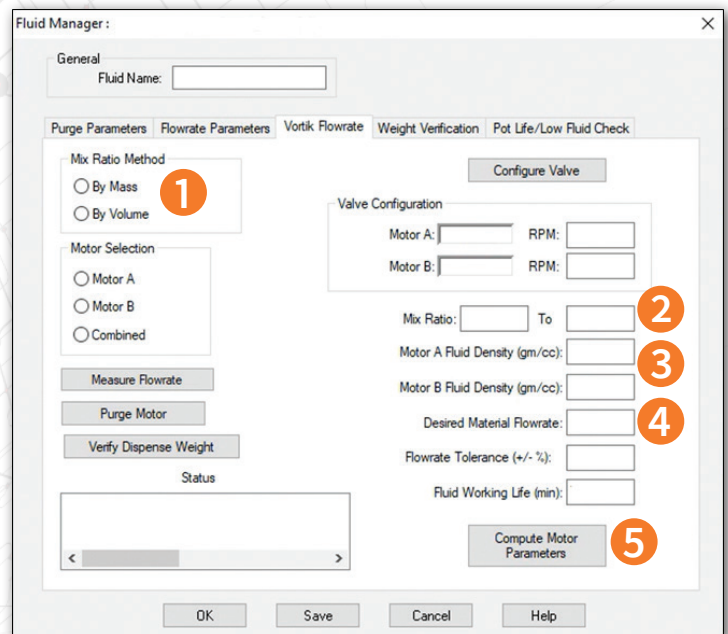 Fluid Manager :
General
Fluid Name:
Purge Parameters Flowrate Parameters Vortik Flowrate Weight Verification Pot Life/Low Fluid Check
Mix Ratio Method
By Mass
By Volume
1
Motor Selection
Motor A
Motor B
Combined
Measure Flowrate
Purge Motor
Verify Dispense Weight
Status
Configure Valve
Valve Configuration
Motor A: RPM:
Motor B: RPM:
Mix Ratio: To 2
Motor A Fluid Density (gm/cc):
3
Motor B Fluid Density (gm/cc):
Desired Material Flowrate: 4
Flowrate Tolerance (+/- %):
Fluid Working Life (min):
Compute Motor
Parameters
5
OK Save Cancel Help